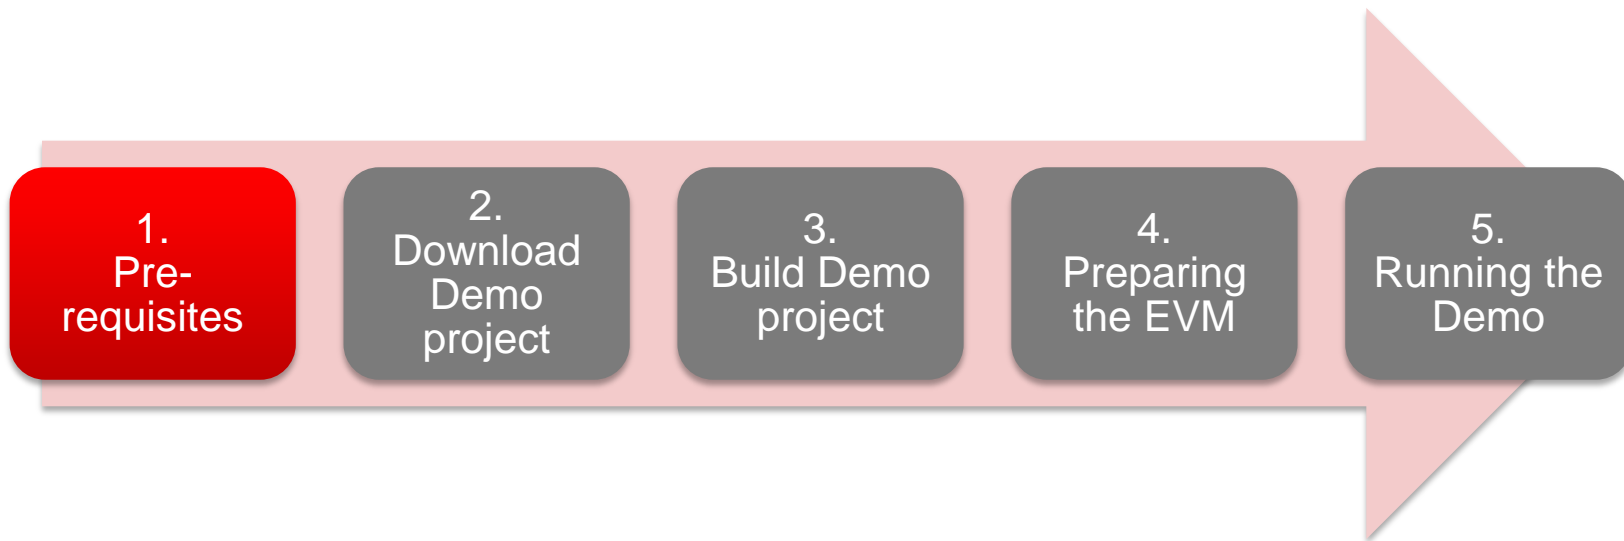 1.
Pre-
requisites
2.
Download
Demo
project
3.
Build Demo
project
4.
Preparing
the EVM
5.
Running the
Demo